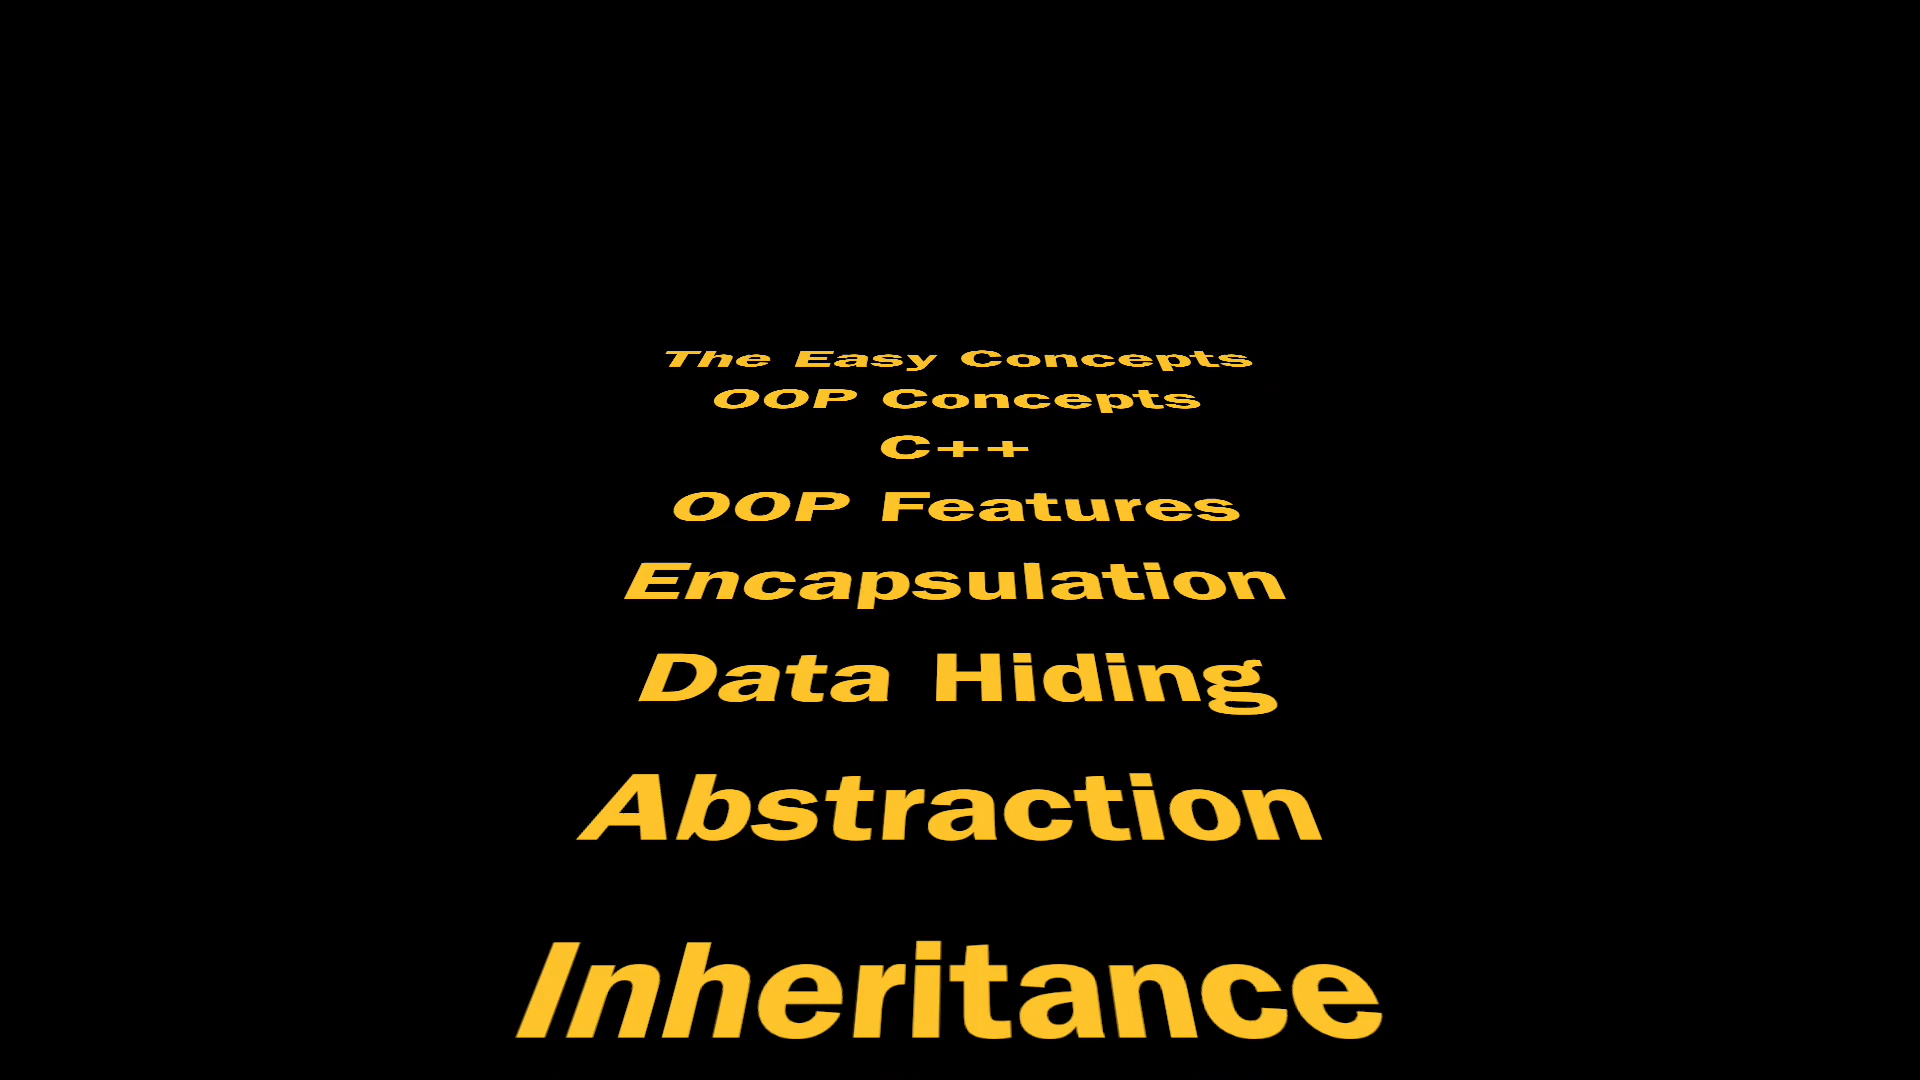 The Easy Concepts
OOP Concepts
C++
OOP Features
Encapsulation
Data Hiding
Abstraction
Inheritance